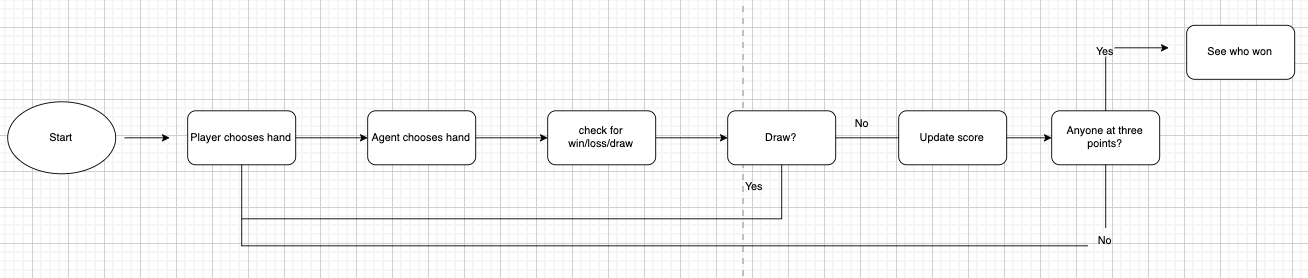 Yes
See who won
Start
Player chooses hand
Agent chooses hand
check for
win/loss/draw
Draw?
No
Update score
Anyone at three
points?
Yes
No